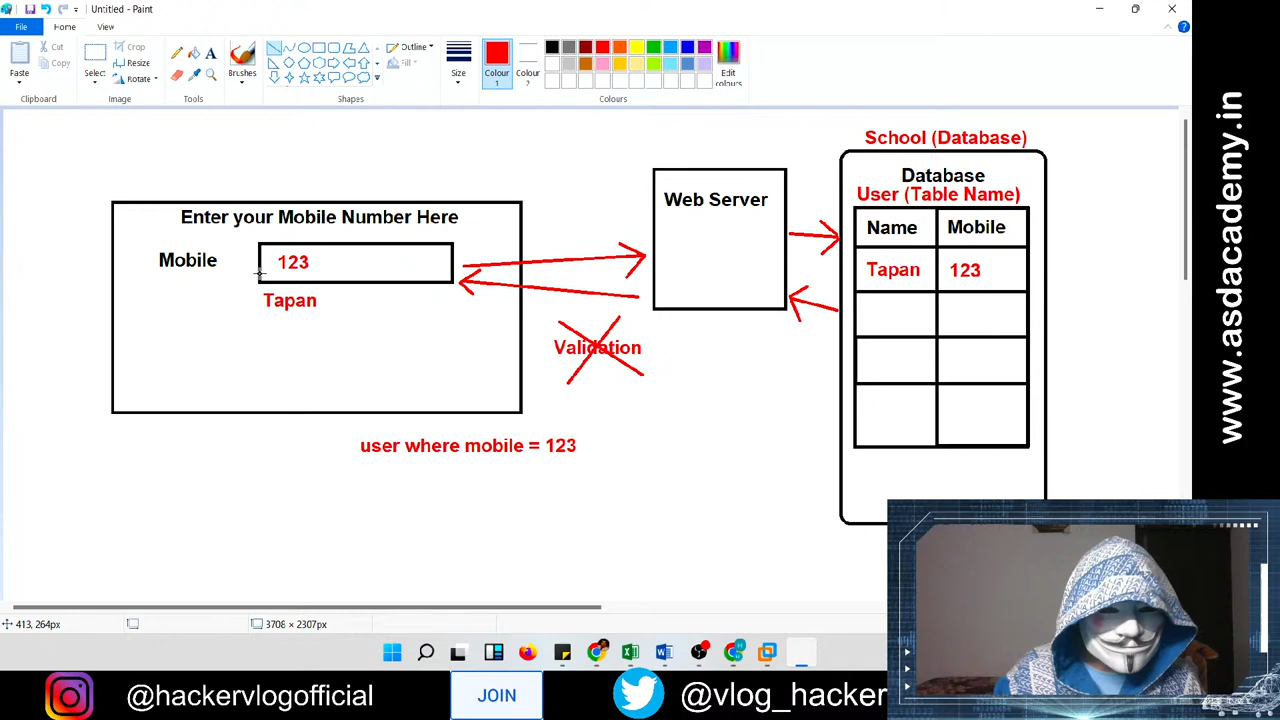 Untitled - Paint
File
Home
View
Paste
Cut
Copy
Clipboard
Select
Crop
Resize
Rotate
Image
Tools
Brushes
Outline
Fill
Shapes
Size
Colour
1
Colour
2
Edit
colours
Colours
School (Database)
Database
User (Table Name)
Name Mobile
Tapan 123
Web Server
Enter your Mobile Number Here
Mobile 123
Tapan
Validation
user where mobile = 123
413, 264px
3708 × 2307px
www.asdacademy.in
@hackervlogofficial
JOIN
@vlog_hacker